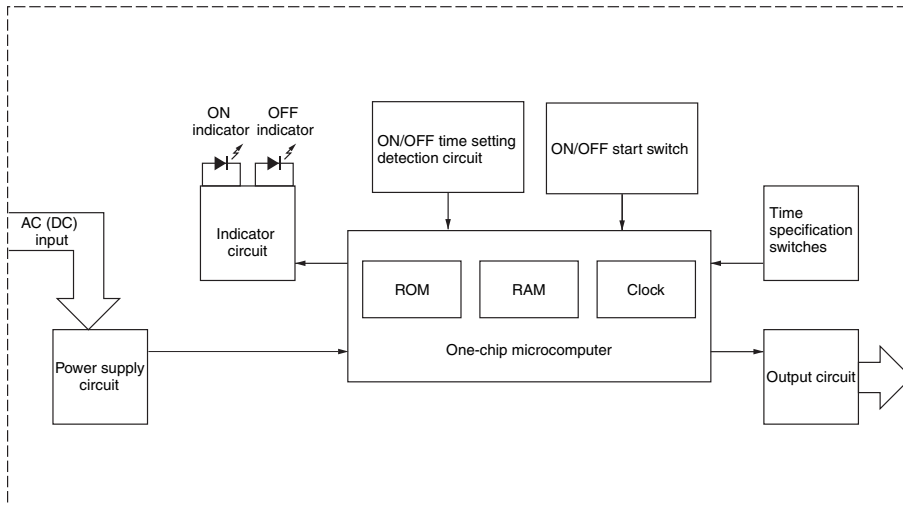 ON
indicator
OFF
indicator
ON/OFF time setting
detection circuit
ON/OFF start switch
AC (DC)
input
Indicator
circuit
Time
specification
switches
ROM
RAM
Clock
One-chip microcomputer
Power supply
circuit
Output circuit